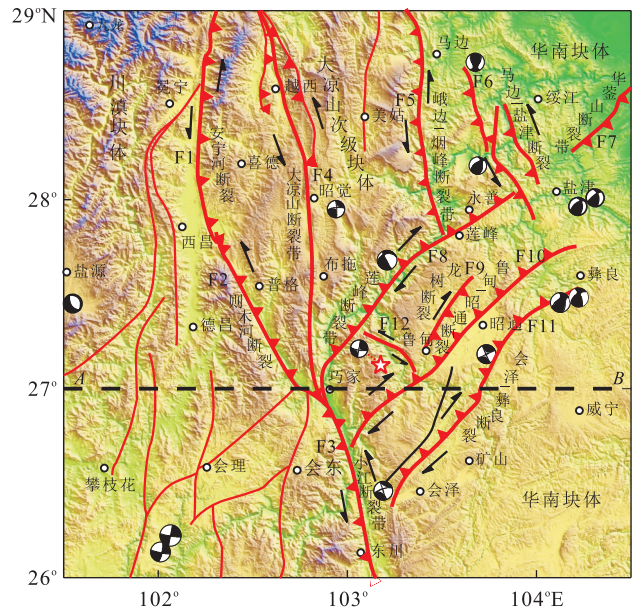 29°N
28°
27°
26°
102°
103°
104°E
A
B
川滇块体
大凉山次级块体
华南块体
华南块体
冕宁
越西
美姑
马边
绥江
喜德
昭觉
永善
盐津
西昌
莲峰
盐源
普格
布拖
彝良
德昌
鲁甸
昭通
巧家
威宁
攀枝花
会理
会东
会泽
矿山
东川
F1
安宁河断裂
F2
则木河断裂
F3
小江断裂带
F4
大凉山断裂带
F5
峨边-烟峰断裂带
F6
马边-盐津断裂带
F7
华蓥山断裂带
F8
莲峰断裂带
F9
龙树断裂
F10
昭通-鲁甸断裂
F11
会泽-彝良断裂
F12